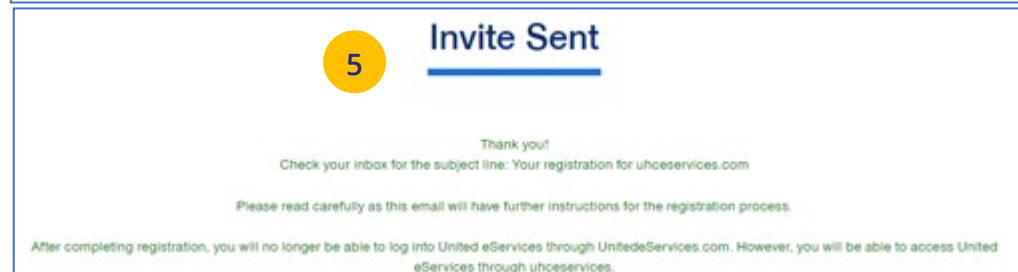 Invite Sent
5
Thank you!
Check your inbox for the subject line: Your registration for uhceservices.com
Please read carefully as this email will have further instructions for the registration process.
After completing registration, you will no longer be able to log into United eServices through UnitedeServices.com. However, you will be able to access United
eServices through uhceservices.